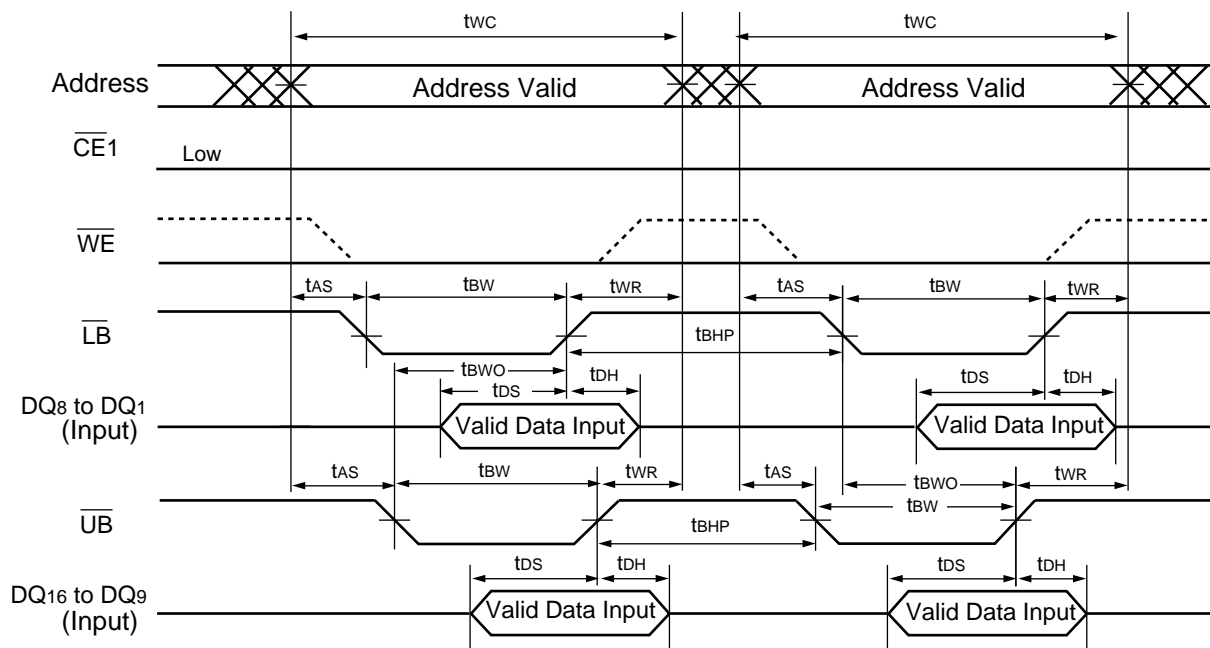 tWC tWC
Address Address Valid Address Valid
CE1 Low
WE
tAS tBW tWR tAS tBW tWR
LB tBHP
tBWO
tDS tDH tDS tDH
DQ8 to DQ1 Valid Data Input Valid Data Input
(Input)
tAS tBW tWR tAS tBWO tWR
UB tBHP tBW
tDS tDH tDS tDH
DQ16 to DQ9 Valid Data Input Valid Data Input
(Input)